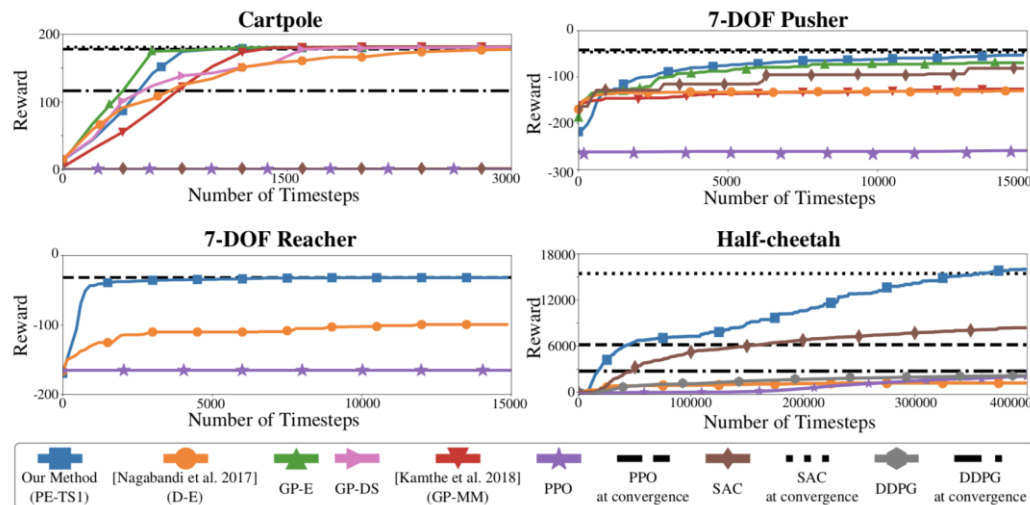 Cartpole
200
100
0
Reward
0
1500
3000
Number of Timesteps
7-DOF Pusher
0
-100
-200
-300
Reward
0
5000
10000
15000
Number of Timesteps
7-DOF Reacher
0
-100
-200
Reward
0
5000
10000
15000
Number of Timesteps
Half-cheetah
18000
12000
6000
0
Reward
0
100000
200000
300000
400000
Number of Timesteps
Our Method
(PE-TS1)
[Nagabandi et al. 2017]
(D-E)
GP-E
GP-DS
[Kamthe et al. 2018]
(GP-MM)
PPO
PPO
at convergence
SAC
SAC
at convergence
DDPG
DDPG
at convergence